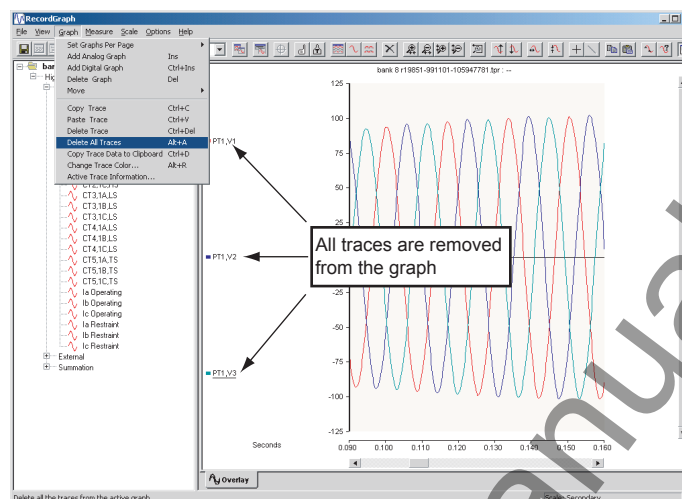 RecordGraph
File View Graph Measure Scale Options Help
Set Graphs Per Page
Add Analog Graph Ins
Add Digital Graph Ctrl+Ins
Delete Graph Del
Move
Copy Trace Ctrl+C
Paste Trace Ctrl+V
Delete Trace Ctrl+Del
Delete All Traces Alt+A
Copy Trace Data to Clipboard Ctrl+D
Change Trace Color... Alt+R
Active Trace Information...
CT3,1A,LS
CT3,1B,LS
CT3,1C,LS
CT4,1A,LS
CT4,1B,LS
CT4,1C,LS
CT5,1A,TS
CT5,1B,TS
CT5,1C,TS
Ia Operating
Ib Operating
Ic Operating
Ia Restraint
Ib Restraint
Ic Restraint
External
Summation
bank 8 r19851-991101-105947781.tpr : --
PT1,V1
PT1,V2
PT1,V3
125
100
75
50
25
-25
-50
-75
-100
-125
All traces are removed
from the graph
Seconds
0.090 0.100 0.110 0.120 0.130 0.140 0.150 0.160
Overlay
Delete all the traces from the active graph
Scale: Secondary